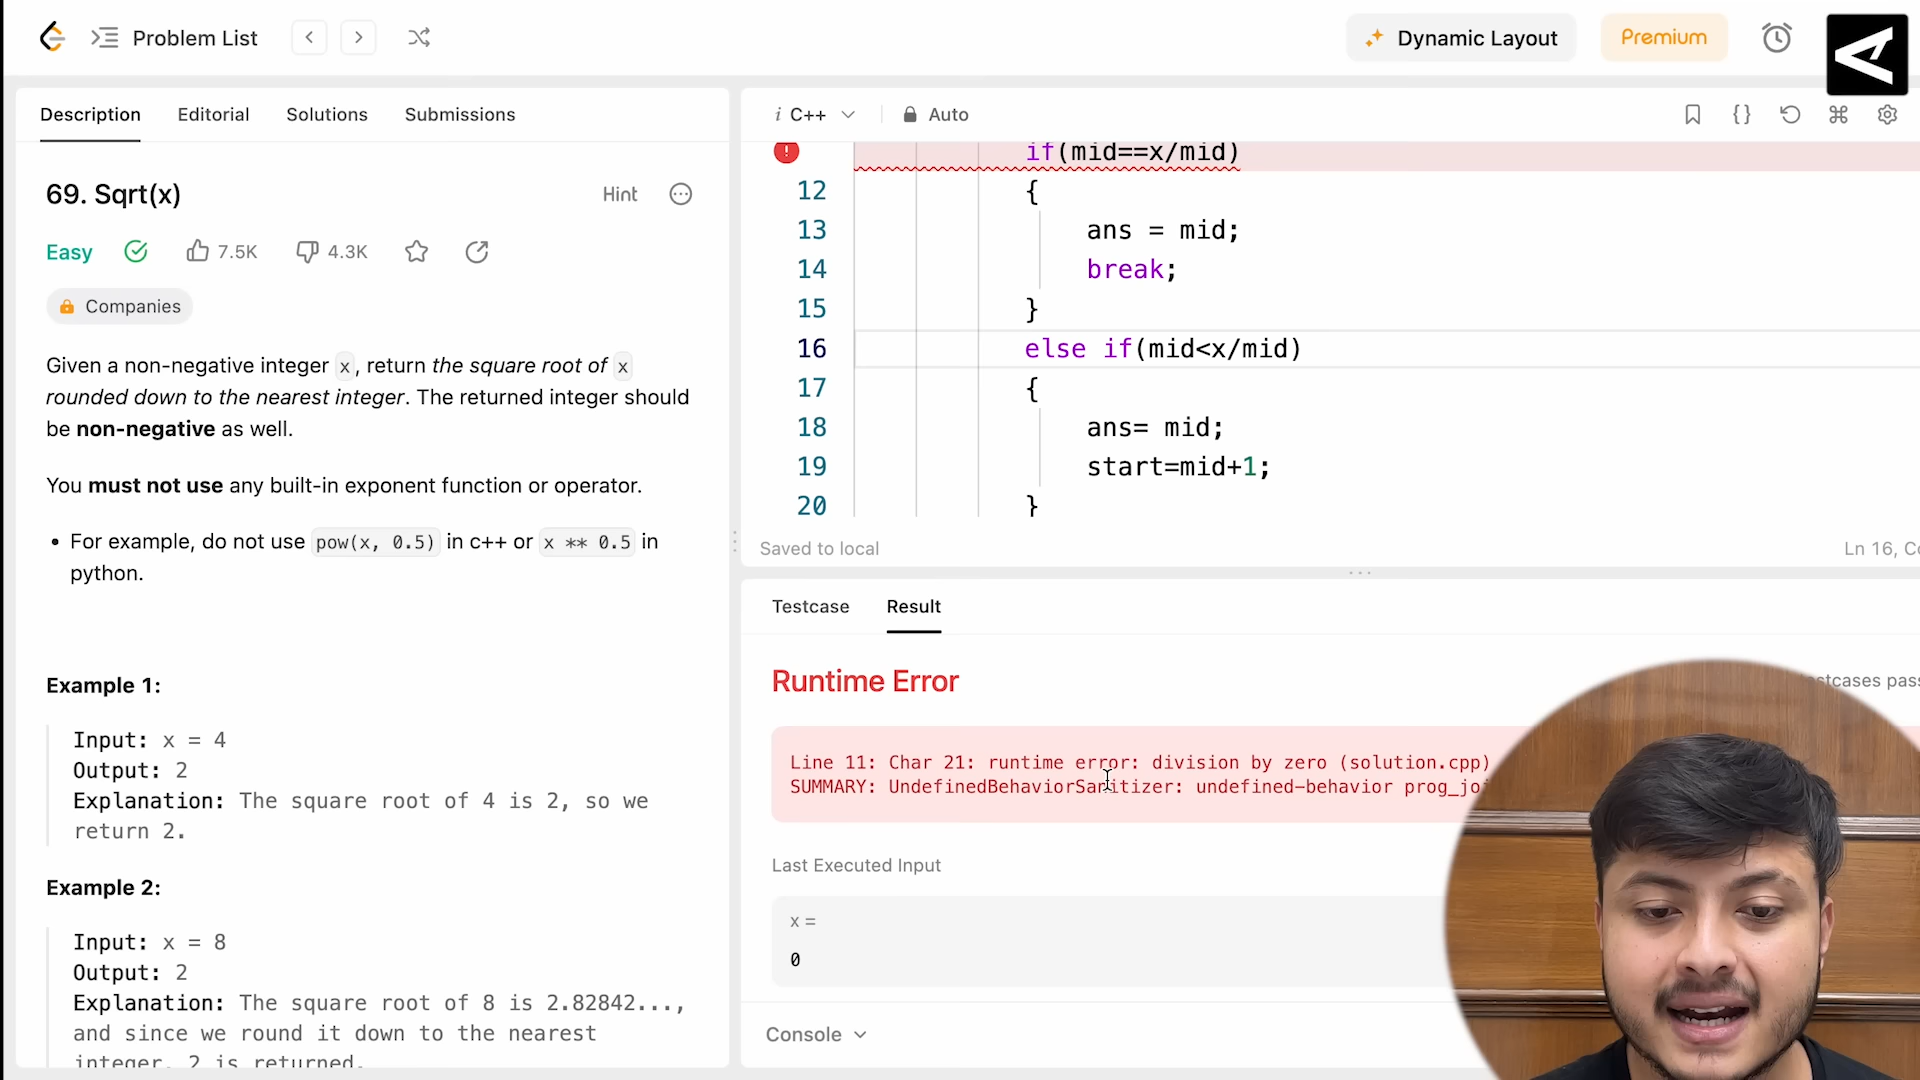 Problem List
Dynamic Layout
Premium
Description Editorial Solutions Submissions
69. Sqrt(x)
Hint
Easy
7.5K
4.3K
Companies
Given a non-negative integer x, return the square root of x
rounded down to the nearest integer. The returned integer should
be non-negative as well.
You must not use any built-in exponent function or operator.
• For example, do not use pow(x, 0.5) in c++ or x ** 0.5 in
python.
Example 1:
Input: x = 4
Output: 2
Explanation: The square root of 4 is 2, so we
return 2.
Example 2:
Input: x = 8
Output: 2
Explanation: The square root of 8 is 2.82842...,
and since we round it down to the nearest
integer, 2 is returned.
i C++
Auto
if(mid==x/mid)
12 {
13 ans = mid;
14 break;
15 }
16 else if(mid<x/mid)
17 {
18 ans= mid;
19 start=mid+1;
20 }
Saved to local
Ln 16,
Testcase Result
Runtime Error
Line 11: Char 21: runtime error: division by zero (solution.cpp)
SUMMARY: UndefinedBehaviorSanitizer: undefined-behavior
Last Executed Input
x =
0
Console